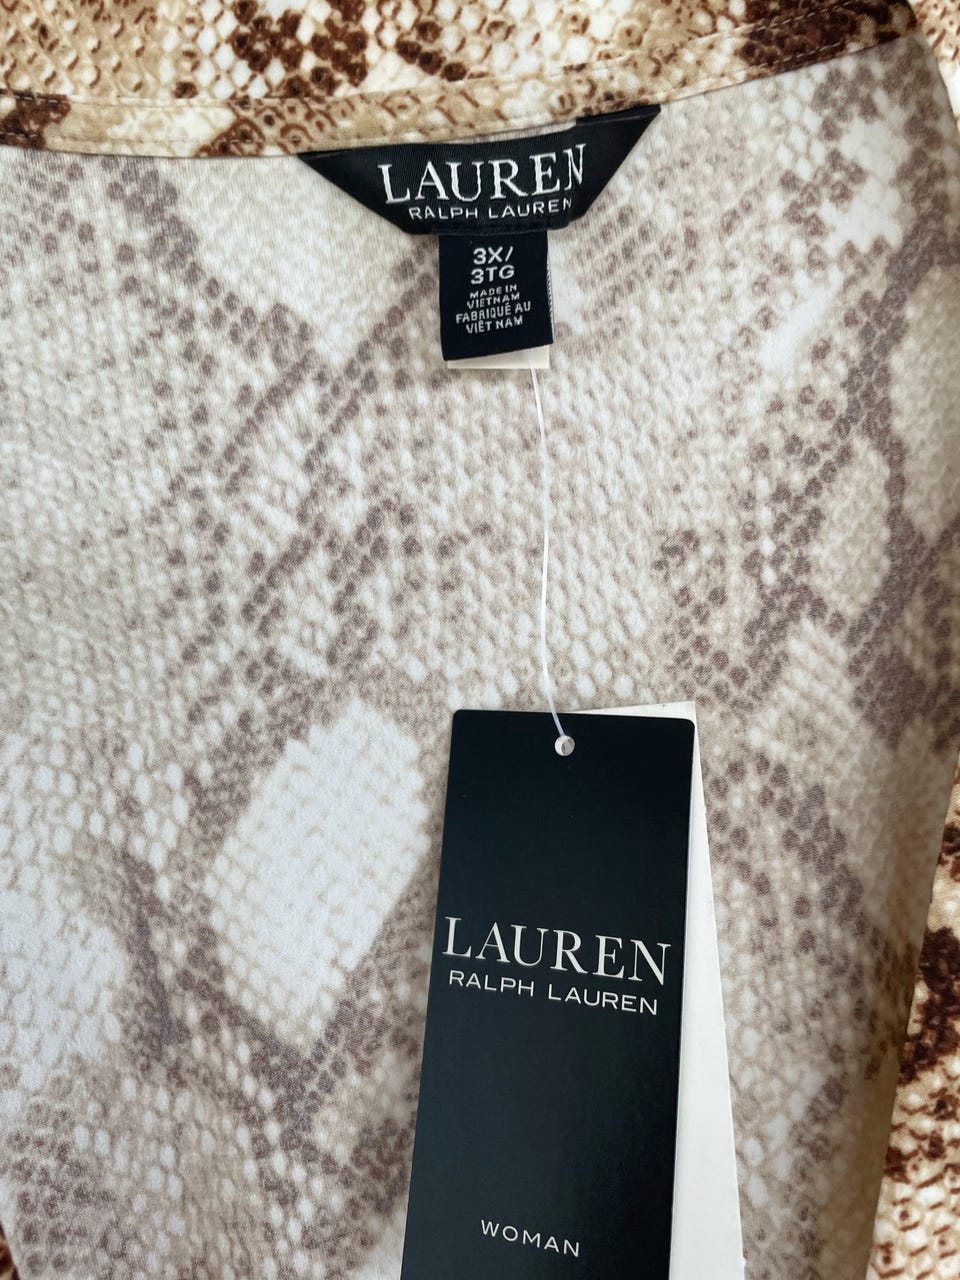 LAUREN
RALPH LAUREN
3X/
3TG
MADE IN
VIETNAM
FABRIQUÉ AU
VIÊT NAM
LAUREN
RALPH LAUREN
WOMAN